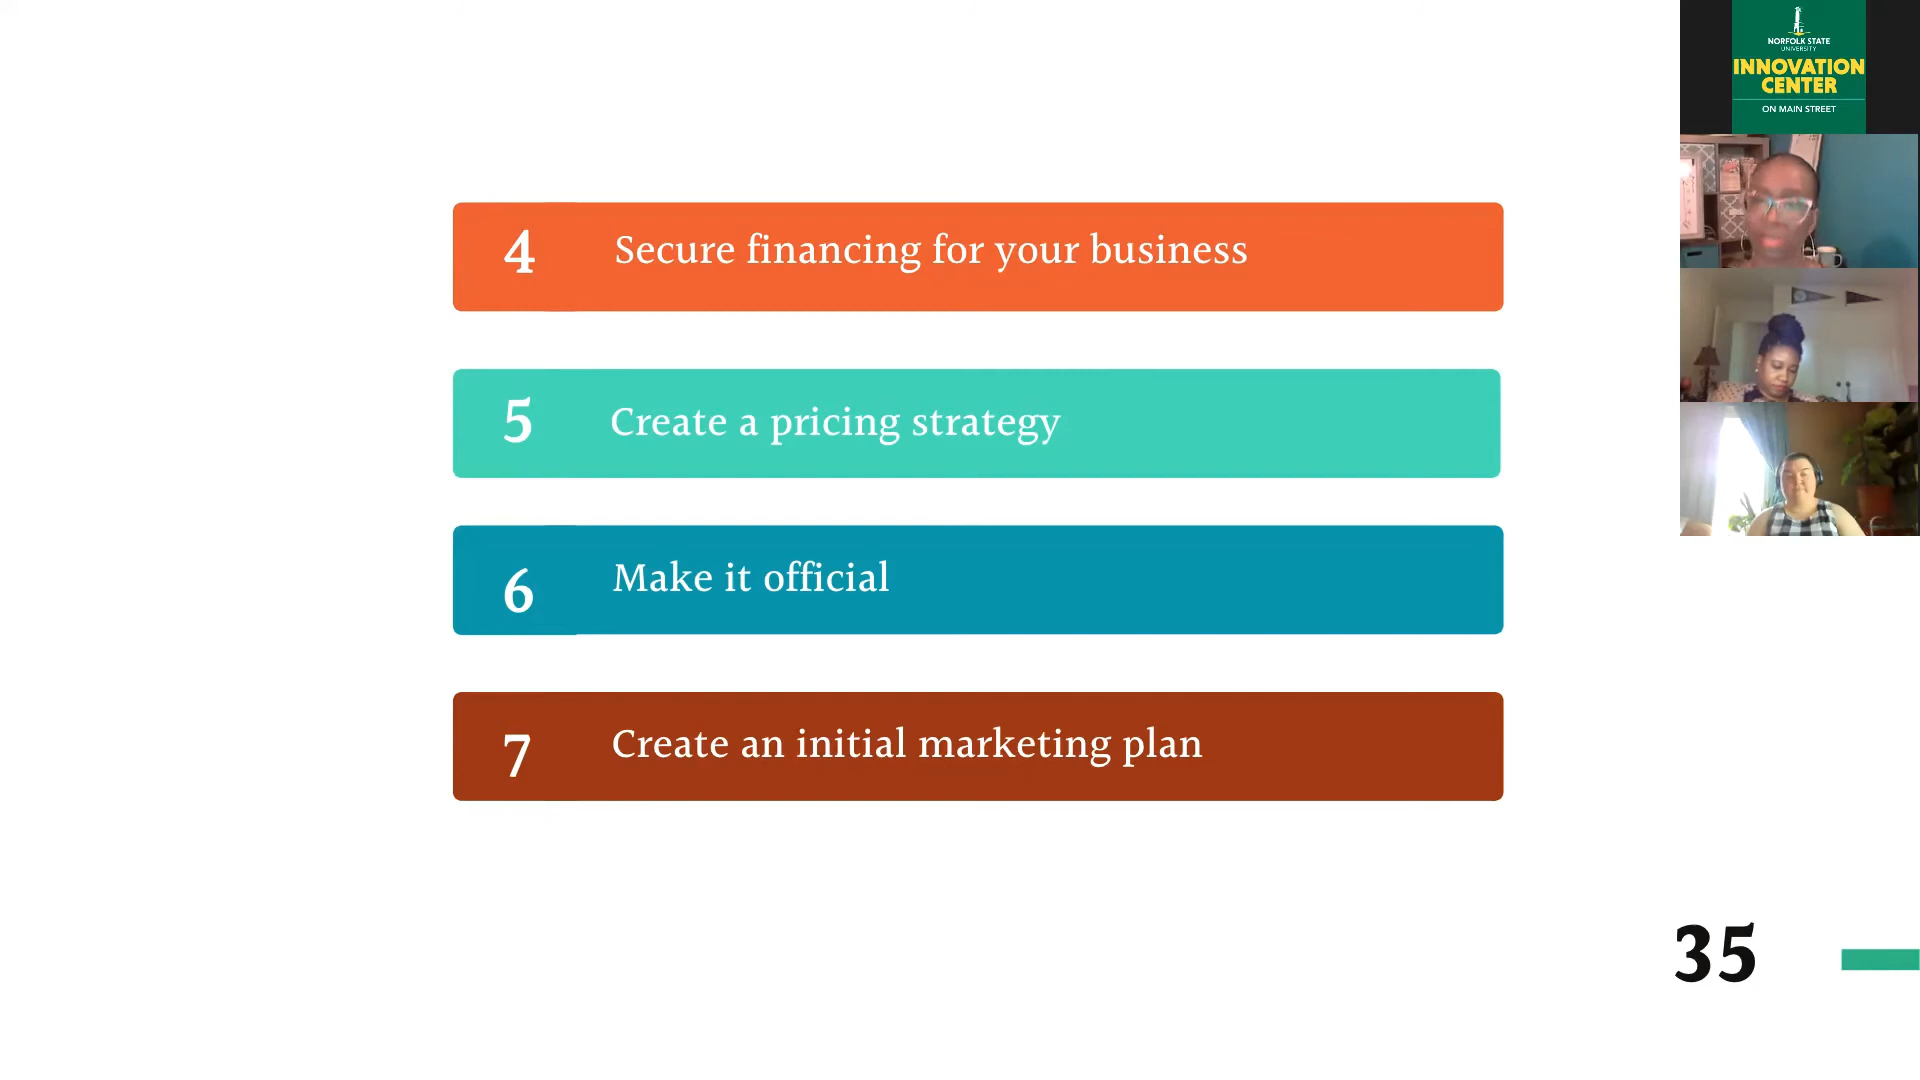 4 Secure financing for your business
5 Create a pricing strategy
6 Make it official
7 Create an initial marketing plan
35
NORFOLK STATE
UNIVERSITY
INNOVATION
CENTER
ON MAIN STREET